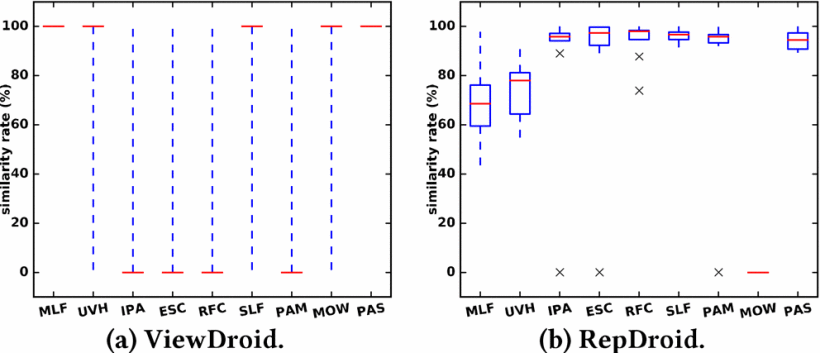 100
80
60
40
20
0
similarity rate (%)
MLF UVH IPA ESC RFC SLF PAM MOW PAS
(a) ViewDroid.
100
80
60
40
20
0
similarity rate (%)
MLF UVH IPA ESC RFC SLF PAM MOW PAS
(b) RepDroid.